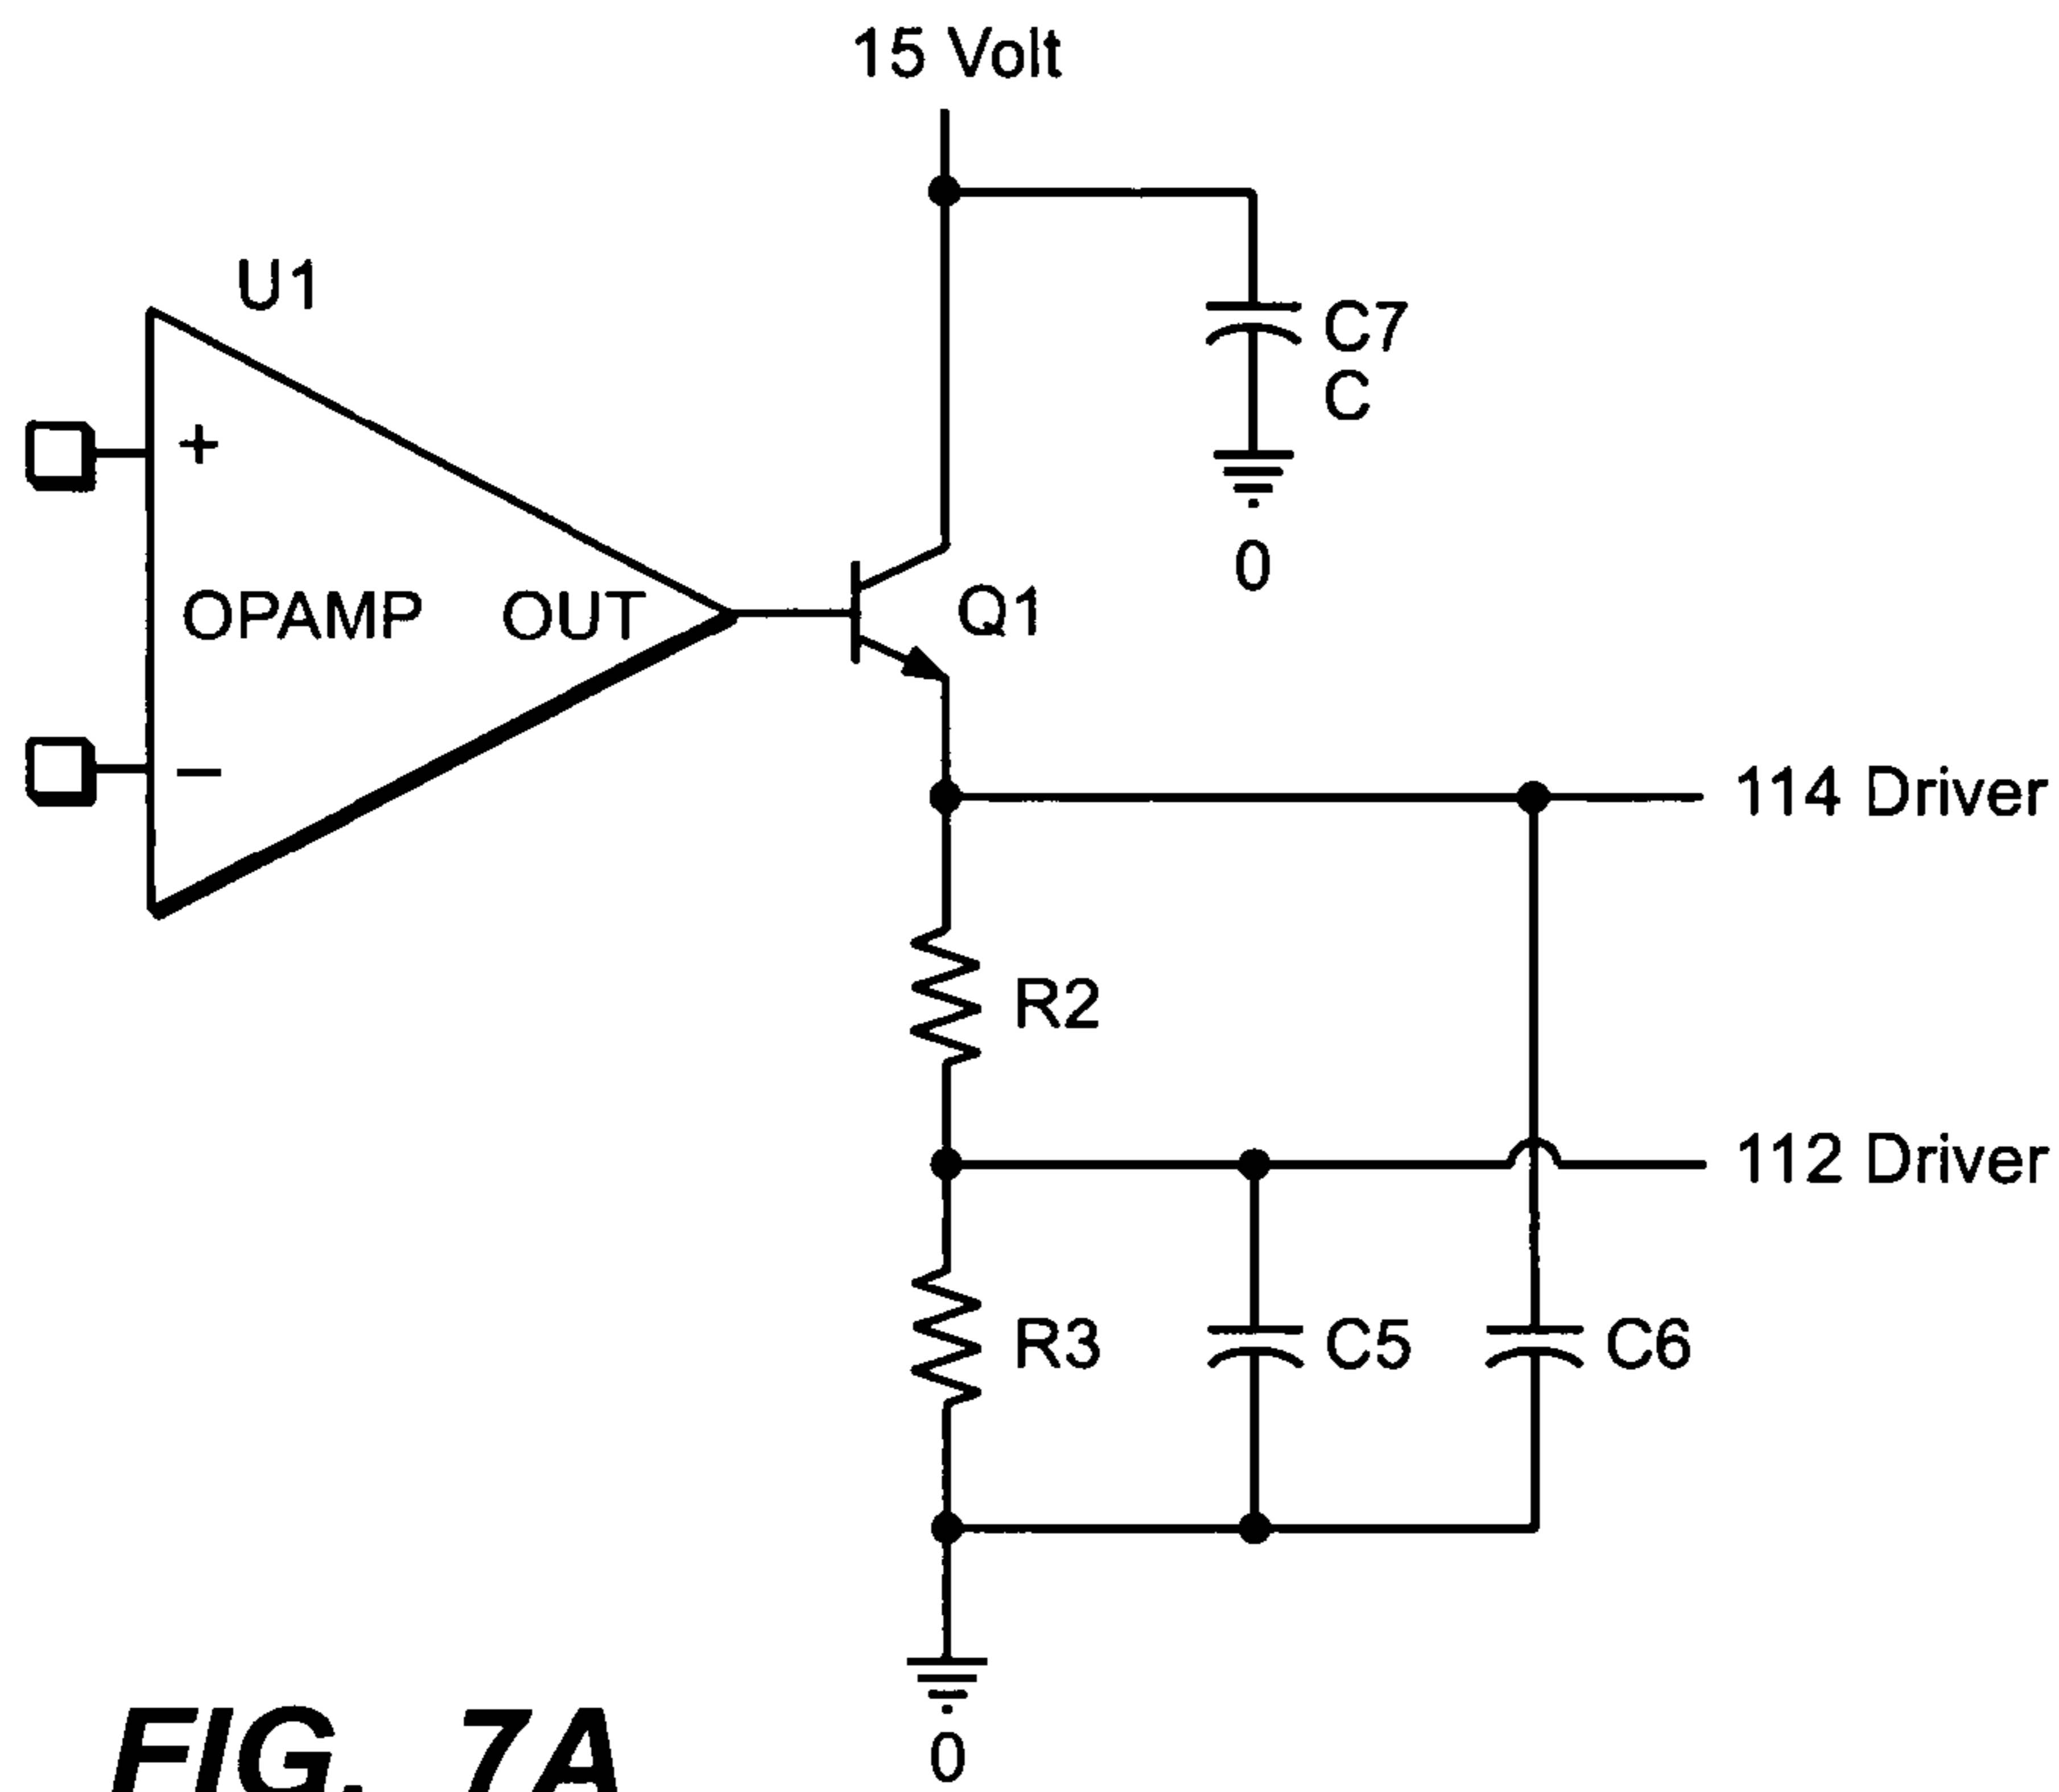 15 Volt
U1
C7
C
+
0
OPAMP OUT
Q1
–
114 Driver
R2
112 Driver
R3
C5
C6
0
FIG. 7A